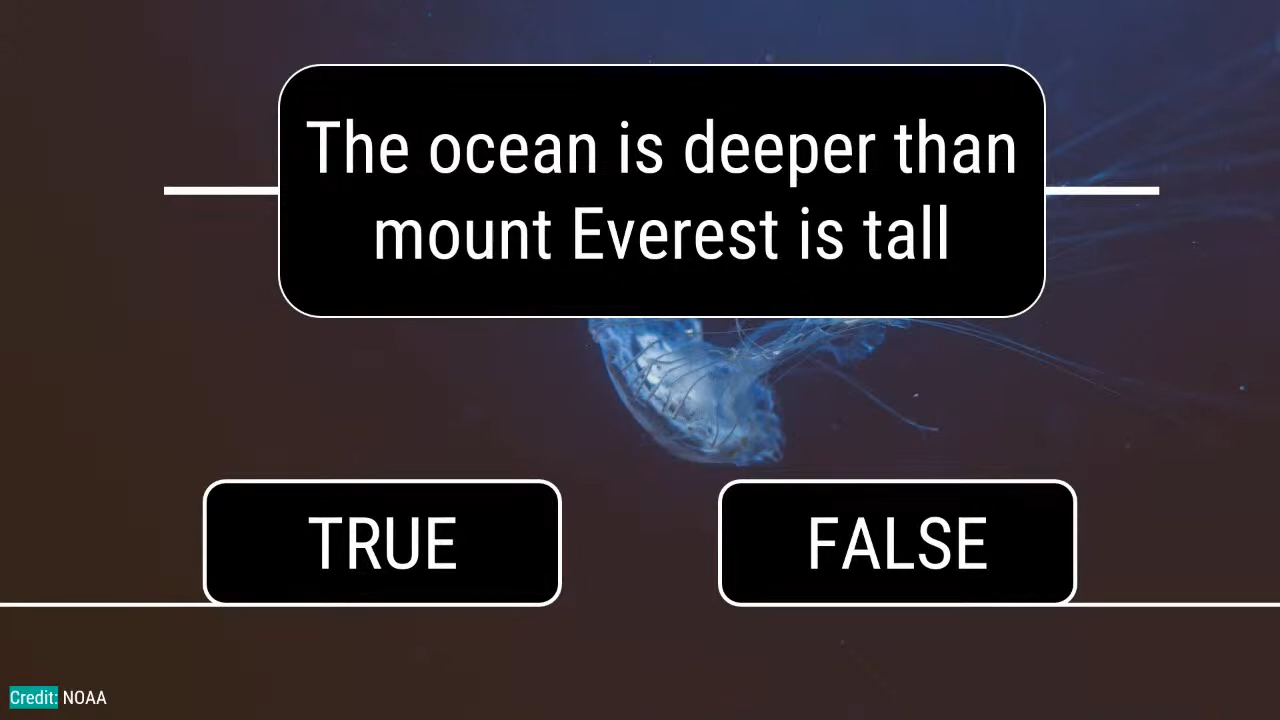 The ocean is deeper than
mount Everest is tall
TRUE
FALSE
Credit: NOAA